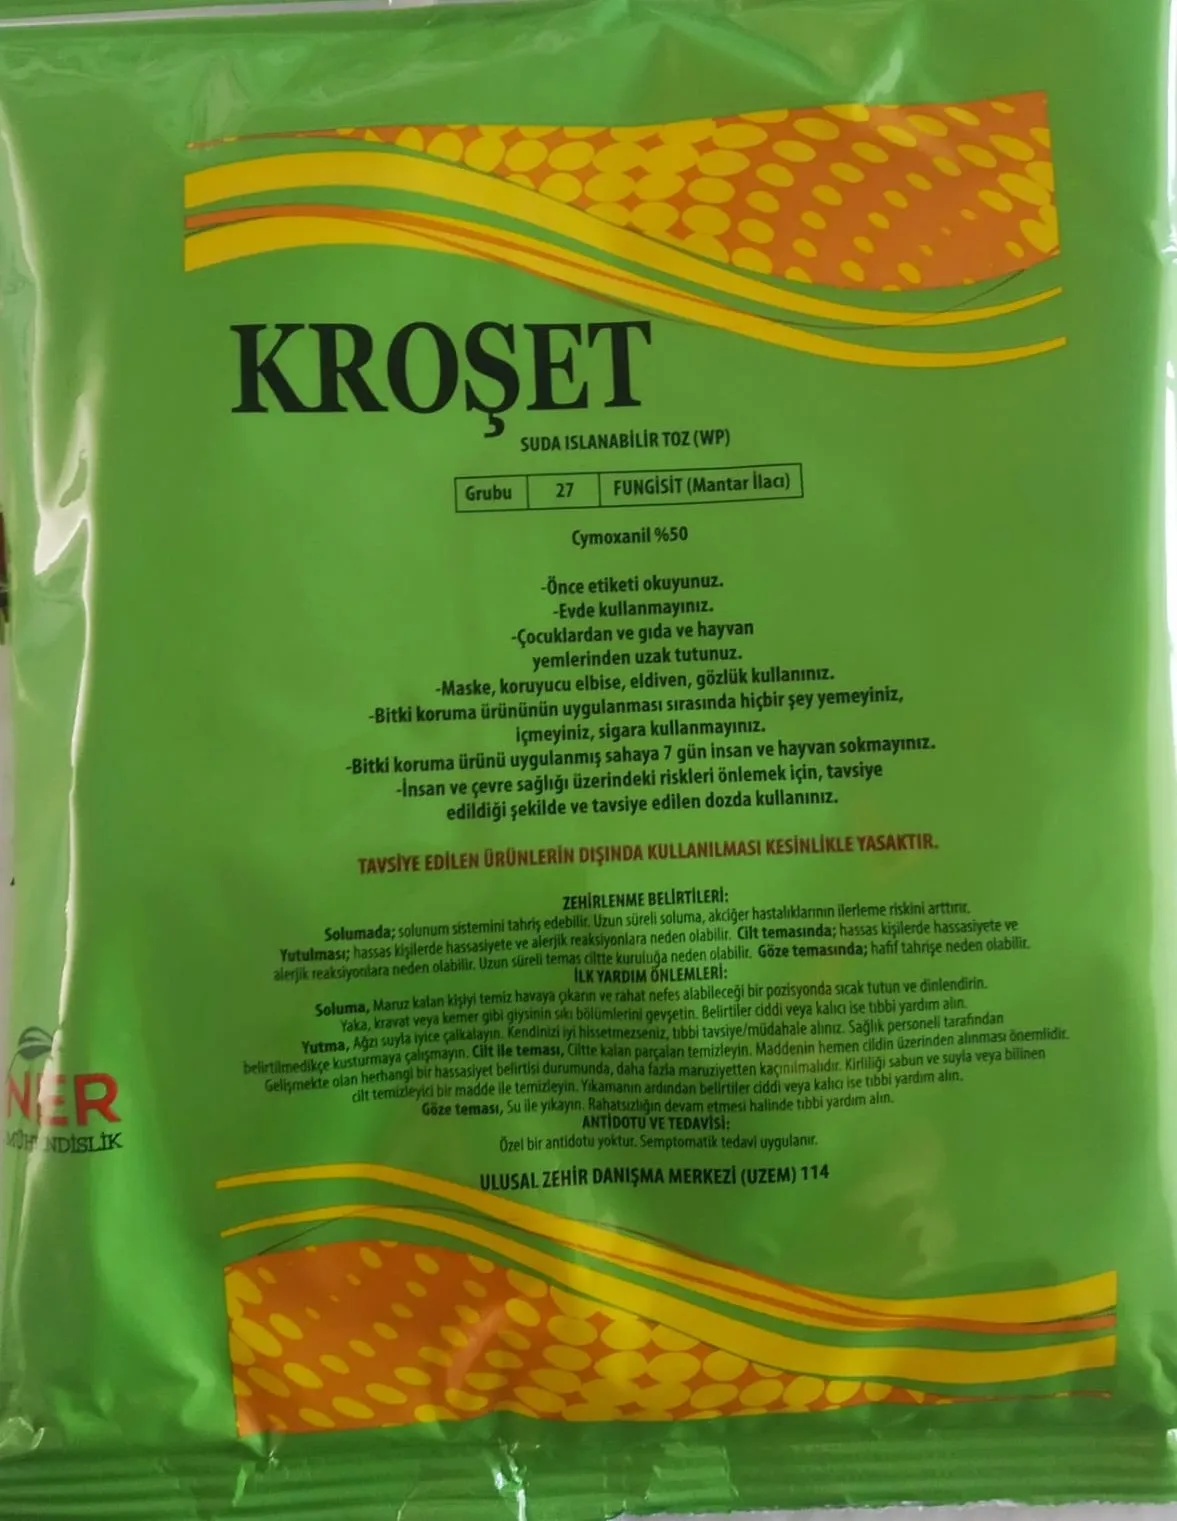 KROŞET
SUDA ISLANABİLİR TOZ (WP)
Grubu 27 FUNGİSİT (Mantar İlacı)
Cymoxanil %50
-Önce etiketi okuyunuz.
-Evde kullanmayınız.
-Çocuklardan ve gıda ve hayvan
yemlerinden uzak tutunuz.
-Maske, koruyucu elbise, eldiven, gözlük kullanınız.
-Bitki koruma ürününün uygulanması sırasında hiçbir şey yemeyiniz,
içmeyiniz, sigara kullanmayınız.
-Bitki koruma ürünü uygulanmış sahaya 7 gün insan ve hayvan sokmayınız.
-İnsan ve çevre sağlığı üzerindeki riskleri önlemek için, tavsiye
edildiği şekilde ve tavsiye edilen dozda kullanınız.
TAVSİYE EDİLEN ÜRÜNLERİN DIŞINDA KULLANILMASI KESİNLİKLE YASAKTIR.
ZEHİRLENME BELİRTİLERİ:
Solumada; solunum sistemini tahriş edebilir. Uzun süreli soluma, akciğer hastalıklarının ilerleme riskini arttırır.
Yutulması; hassas kişilerde hassasiyete ve alerjik reaksiyonlara neden olabilir. Cilt temasında; hassas kişilerde hassasiyete ve
alerjik reaksiyonlara neden olabilir. Uzun süreli temas ciltte kuruluğa neden olabilir. Göze temasında; hafif tahrişe neden olabilir.
İLK YARDIM ÖNLEMLERİ:
Soluma, Maruz kalan kişiyi temiz havaya çıkarın ve rahat nefes alabileceği bir pozisyonda sıcak tutun ve dinlendirin.
Yaka, kravat veya kemer gibi giysinin sıkı bölümlerini gevşetin. Belirtiler ciddi veya kalıcı ise tıbbi yardım alın.
Yutma, Ağzı suyla iyice çalkalayın. Kendinizi iyi hissetmezseniz, tıbbi tavsiye/müdahale alınız. Sağlık personeli tarafından
belirtilmedikçe kusturmaya çalışmayın. Cilt ile teması, Ciltte kalan parçaları temizleyin. Maddenin hemen cildin üzerinden alınması önemlidir.
Gelişmekte olan herhangi bir hassasiyet belirtisi durumunda, daha fazla maruziyetten kaçınılmalıdır. Kirliliği sabun ve suyla veya bilinen
cilt temizleyici bir madde ile temizleyin. Yıkamanın ardından belirtiler ciddi veya kalıcı ise tıbbi yardım alın.
Göze teması, Su ile yıkayın. Rahatsızlığın devam etmesi halinde tıbbi yardım alın.
ANTİDOTU VE TEDAVİSİ:
Özel bir antidotu yoktur. Semptomatik tedavi uygulanır.
ULUSAL ZEHİR DANIŞMA MERKEZİ (UZEM) 114
NER
MÜHENDİSLİK